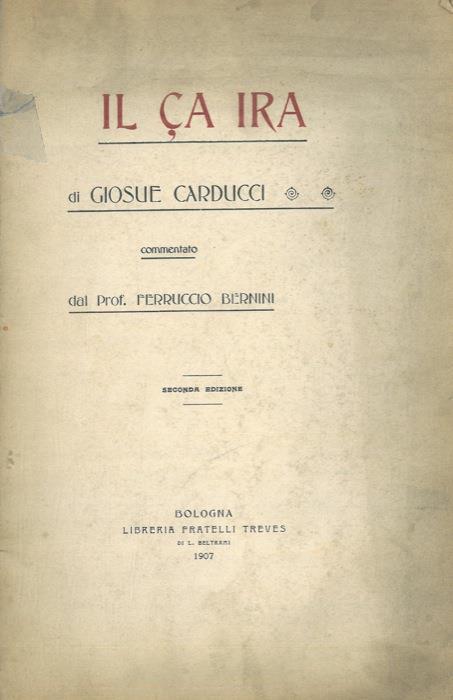 IL ÇA IRA
di GIOSUE CARDUCCI
commentato
dal Prof. FERRUCCIO BERNINI
SECONDA EDIZIONE
BOLOGNA
LIBRERIA FRATELLI TREVES
DI L. BELTRAMI
1907